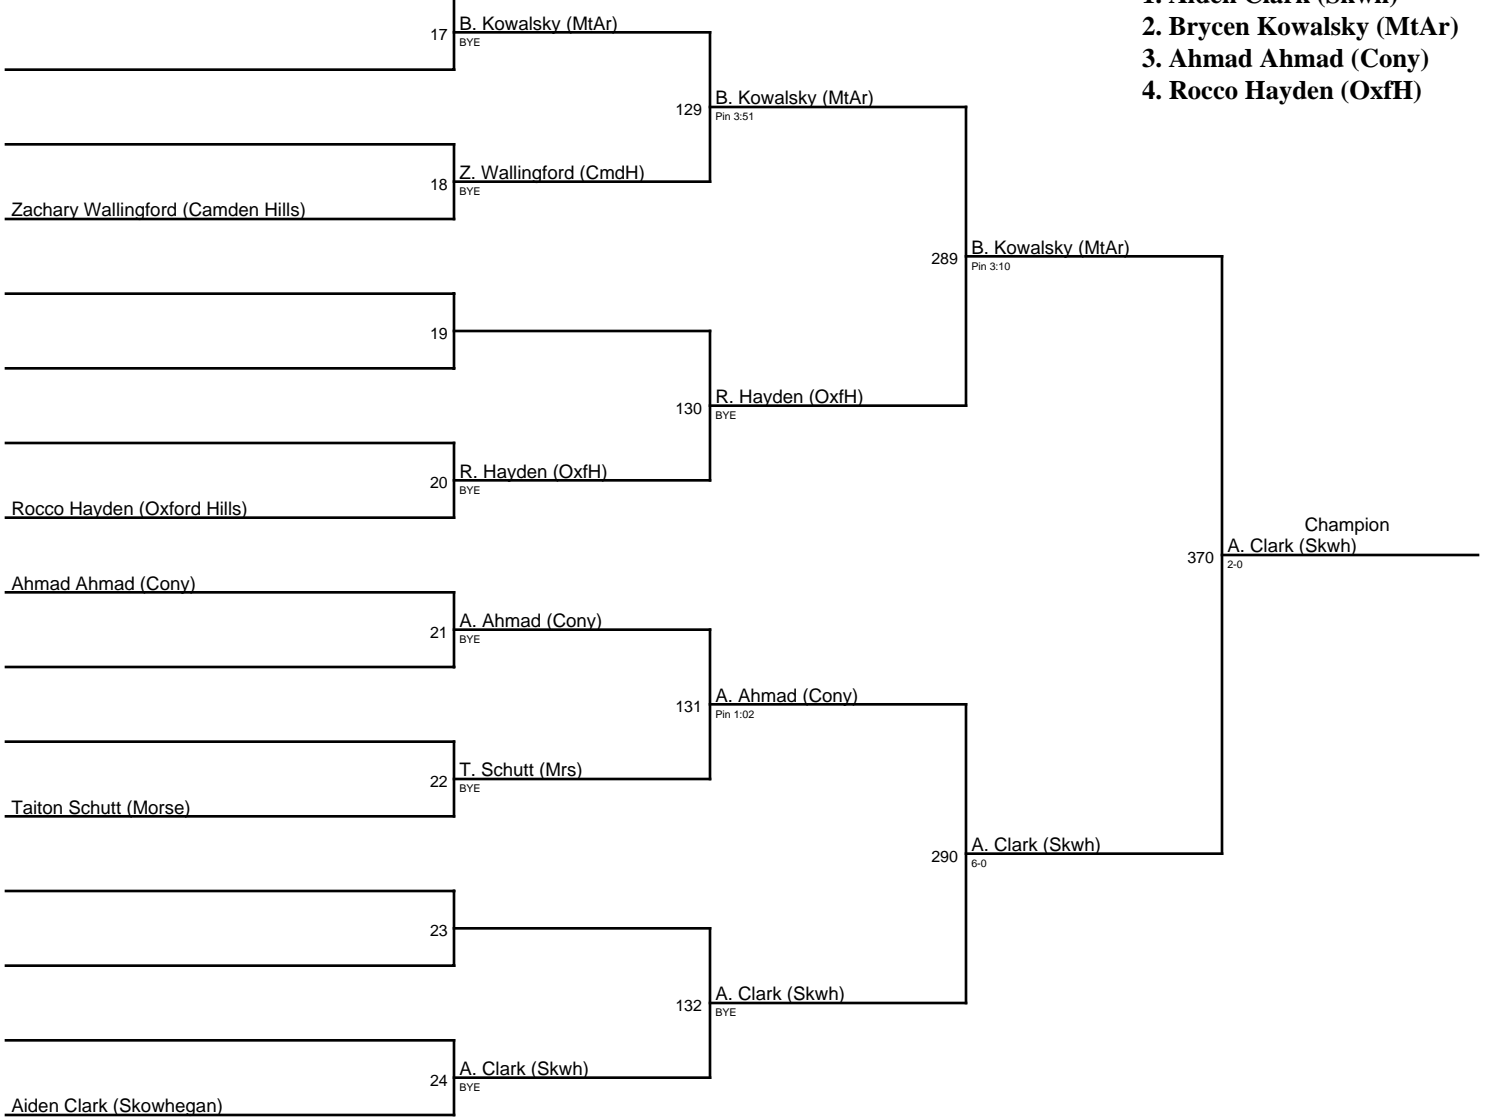 1. Aiden Clark (Skwh)
2. Brycen Kowalsky (MtAr)
3. Ahmad Ahmad (Cony)
4. Rocco Hayden (OxfH)
17
B. Kowalsky (MtAr)
BYE
129
B. Kowalsky (MtAr)
Pin 3:51
18
Z. Wallingford (CmdH)
BYE
Zachary Wallingford (Camden Hills)
289
B. Kowalsky (MtAr)
Pin 3:10
19
130
R. Hayden (OxfH)
BYE
20
R. Hayden (OxfH)
BYE
Rocco Hayden (Oxford Hills)
Champion
370
A. Clark (Skwh)
2-0
Ahmad Ahmad (Cony)
21
A. Ahmad (Cony)
BYE
131
A. Ahmad (Cony)
Pin 1:02
22
T. Schutt (Mrs)
BYE
Taiton Schutt (Morse)
290
A. Clark (Skwh)
6-0
23
132
A. Clark (Skwh)
BYE
24
A. Clark (Skwh)
BYE
Aiden Clark (Skowhegan)